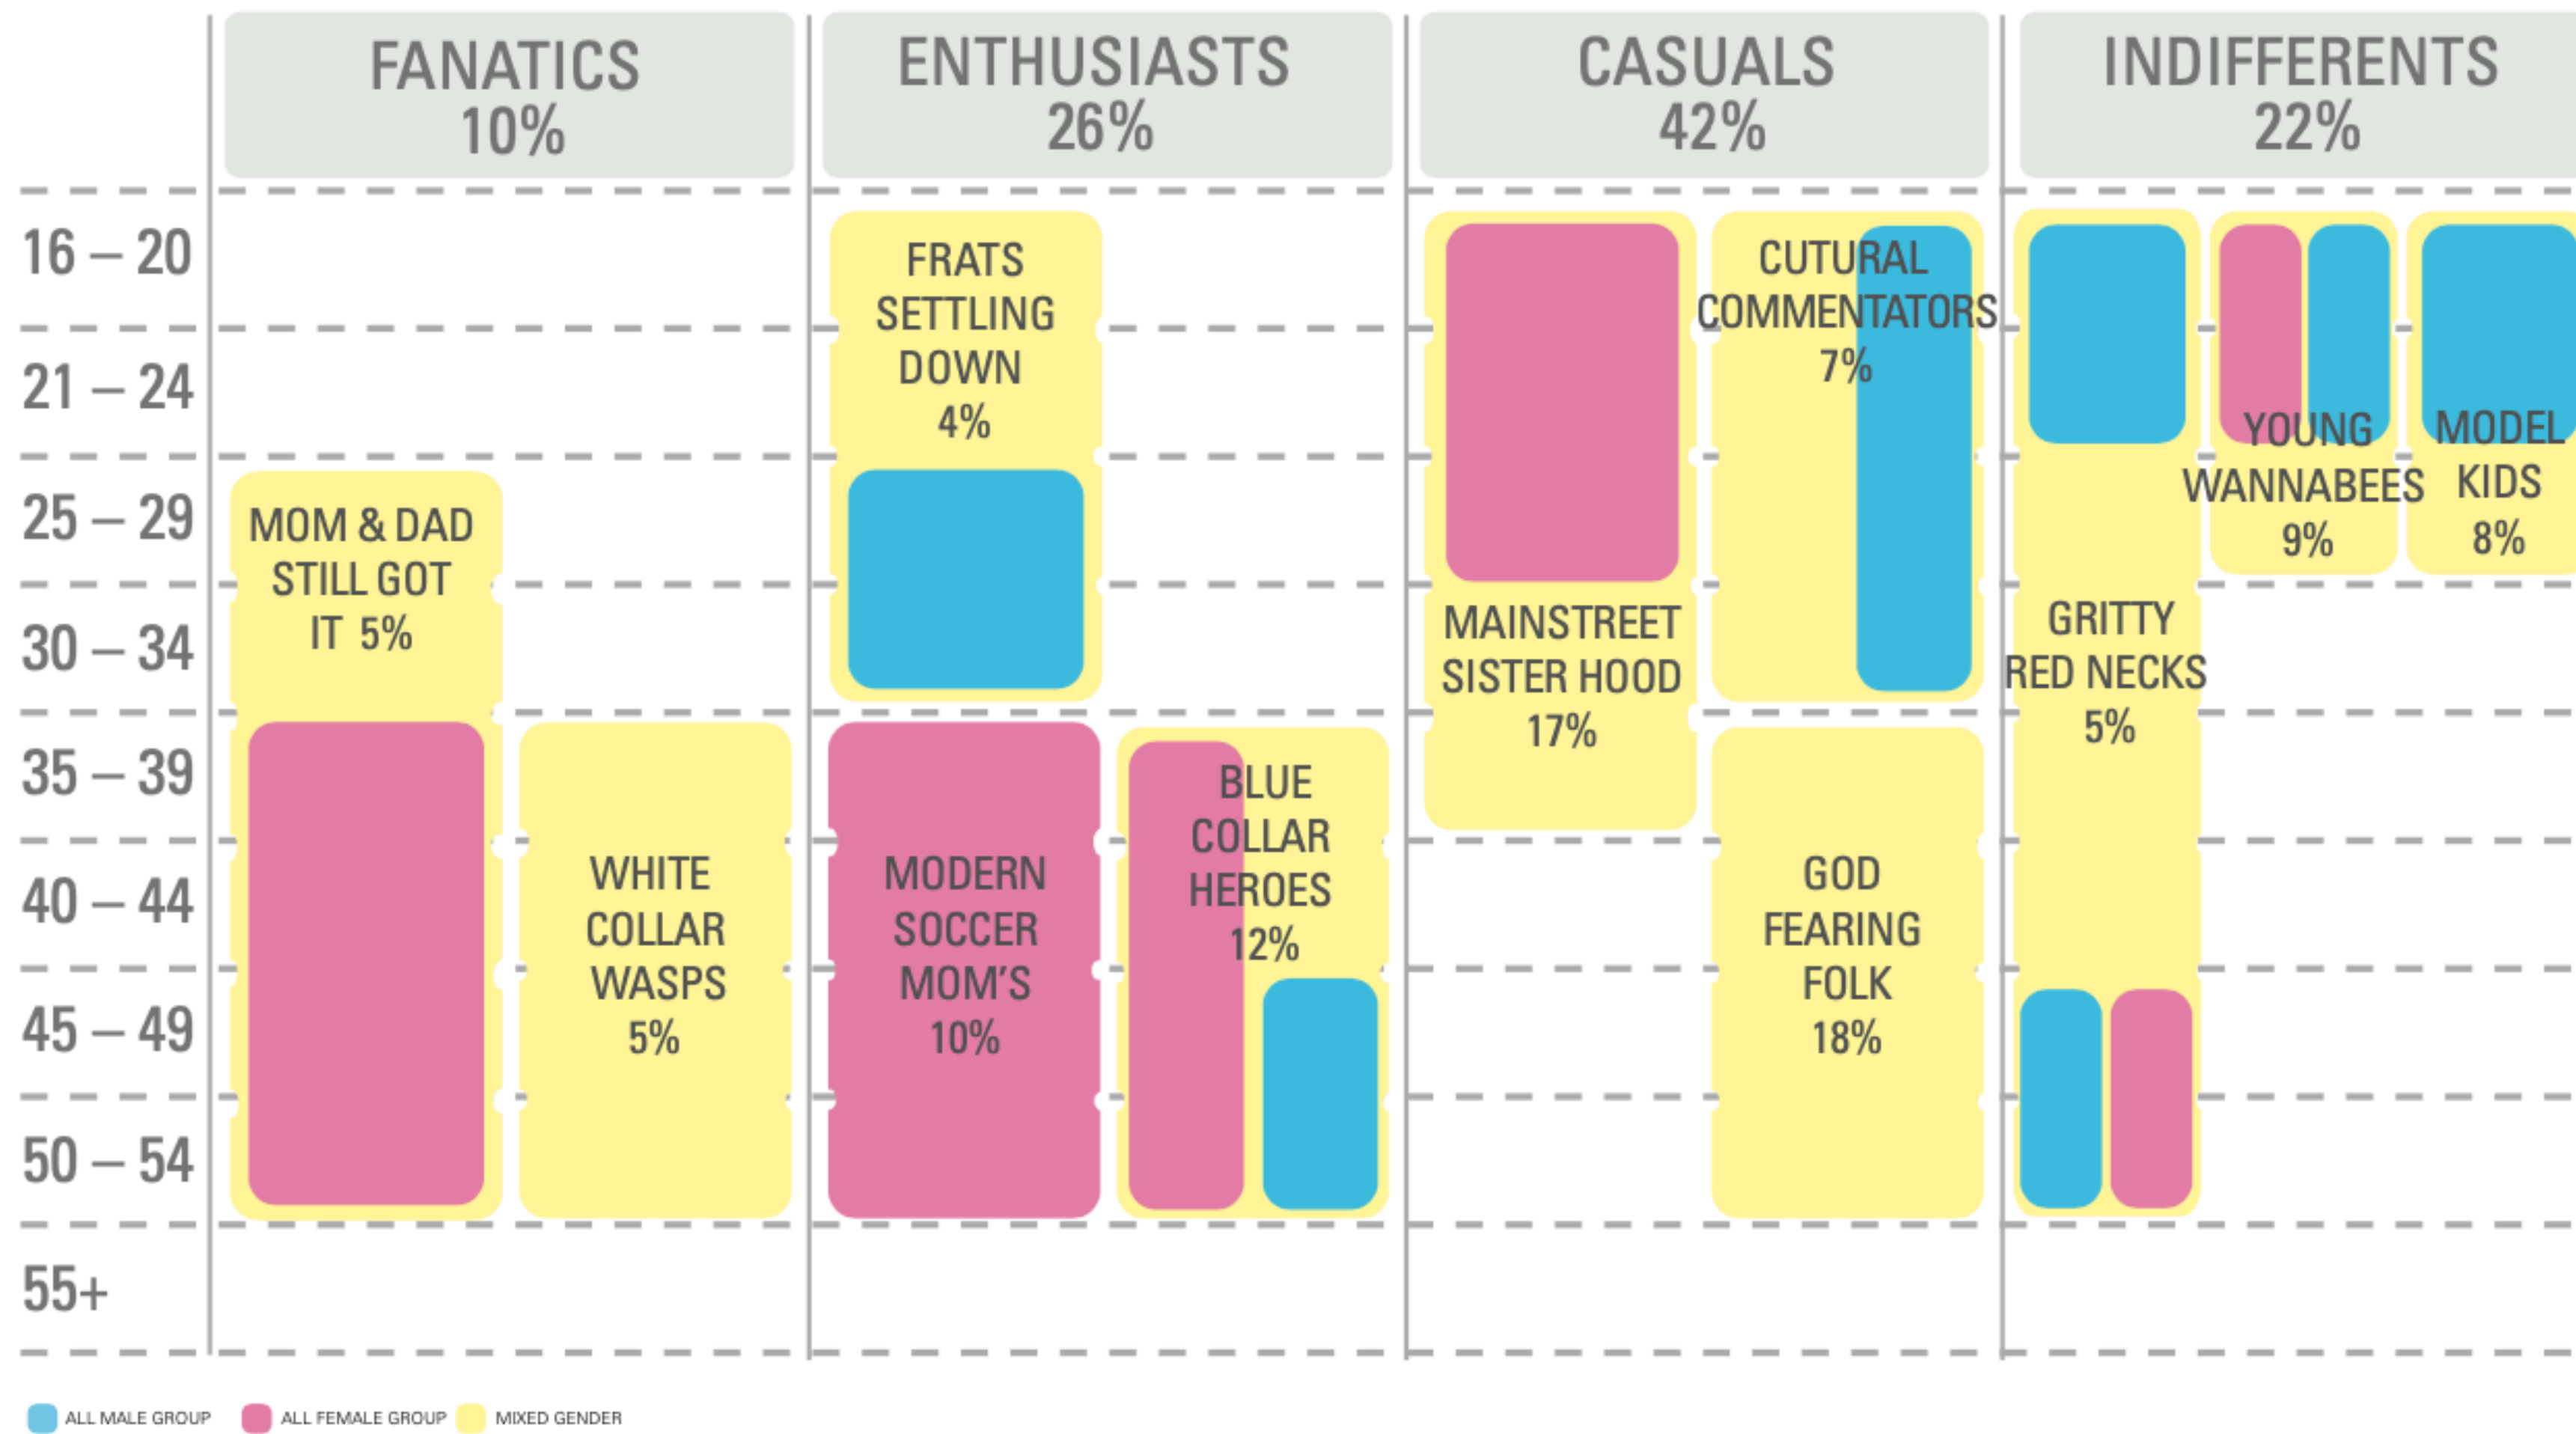 FANATICS
10%
ENTHUSIASTS
26%
CASUALS
42%
INDIFFERENTS
22%
16 – 20
21 – 24
25 – 29
30 – 34
35 – 39
40 – 44
45 – 49
50 – 54
55+
MOM & DAD
STILL GOT
IT 5%
WHITE
COLLAR
WASPS
5%
FRATS
SETTLING
DOWN
4%
MODERN
SOCCER
MOM'S
10%
BLUE
COLLAR
HEROES
12%
MAINSTREET
SISTER HOOD
17%
CUTURAL
COMMENTATORS
7%
GOD
FEARING
FOLK
18%
GRITTY
RED NECKS
5%
YOUNG
WANNABEES
9%
MODEL
KIDS
8%
ALL MALE GROUP
ALL FEMALE GROUP
MIXED GENDER